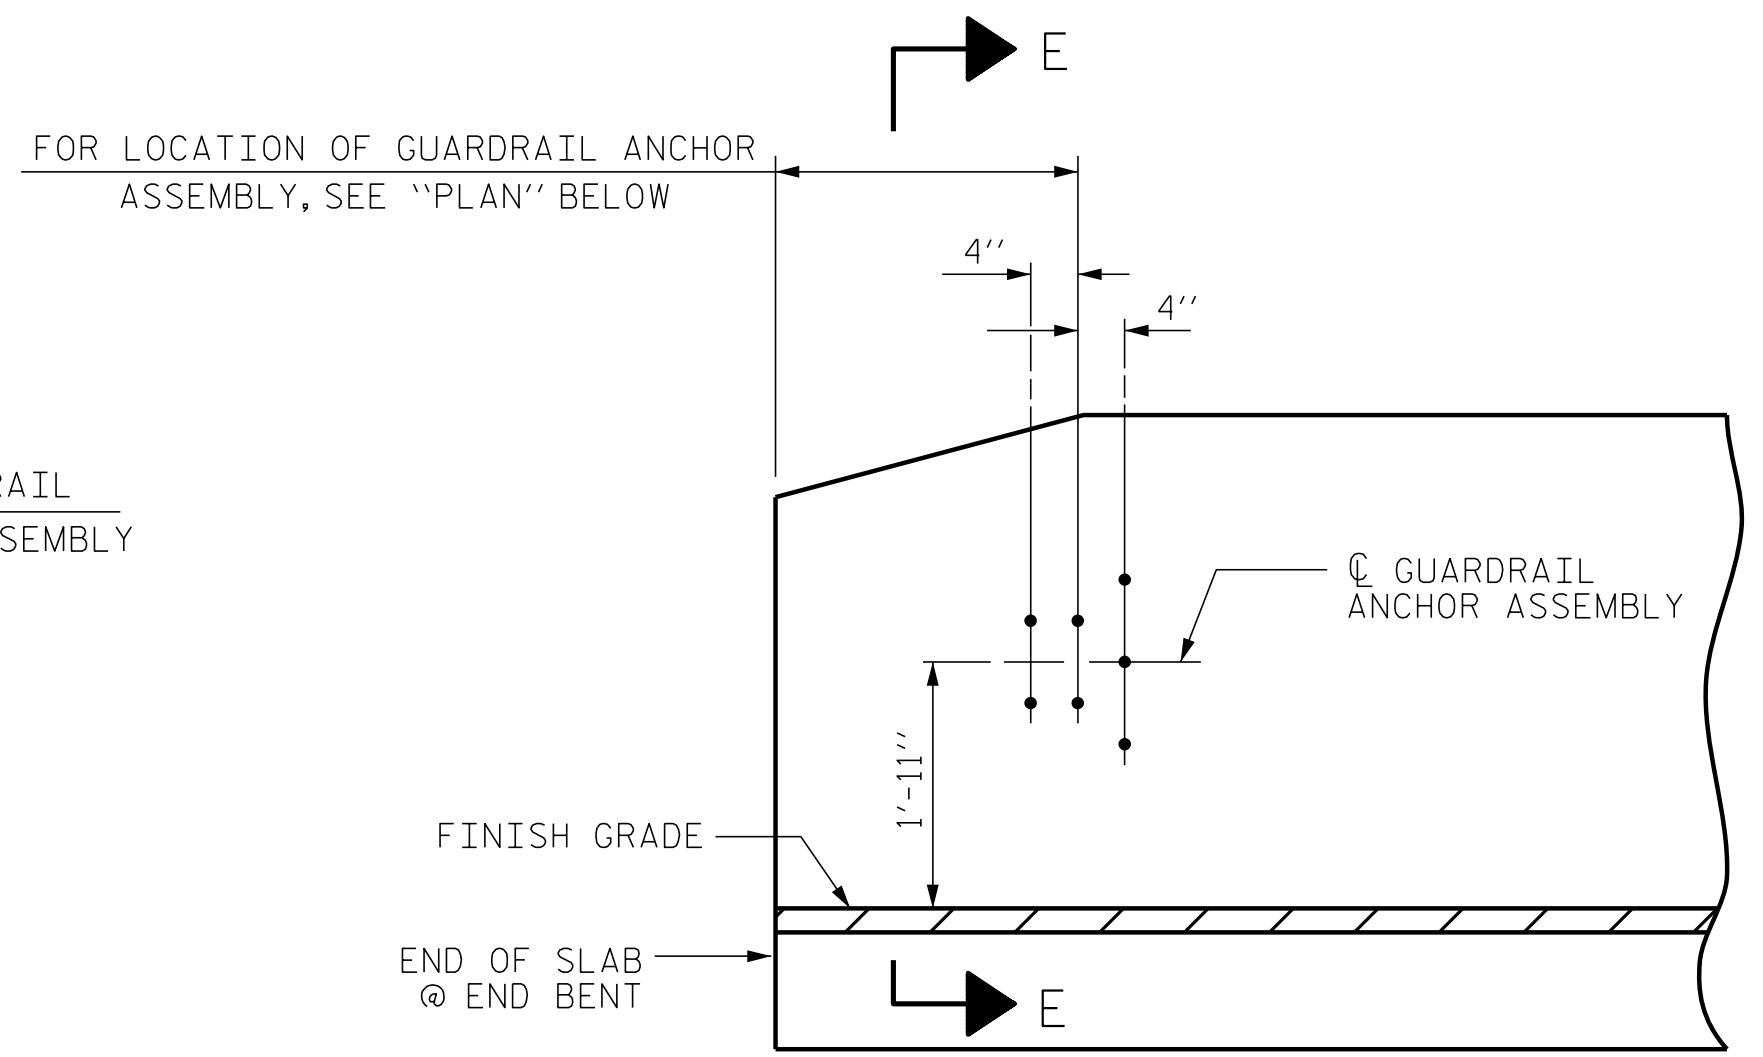 E
FOR LOCATION OF GUARDRAIL ANCHOR
ASSEMBLY, SEE ‵‵PLAN′′ BELOW
4′′
4′′
RAIL
SEMBLY
℄ GUARDRAIL
ANCHOR ASSEMBLY
1′-11′′
FINISH GRADE
END OF SLAB
@ END BENT
E